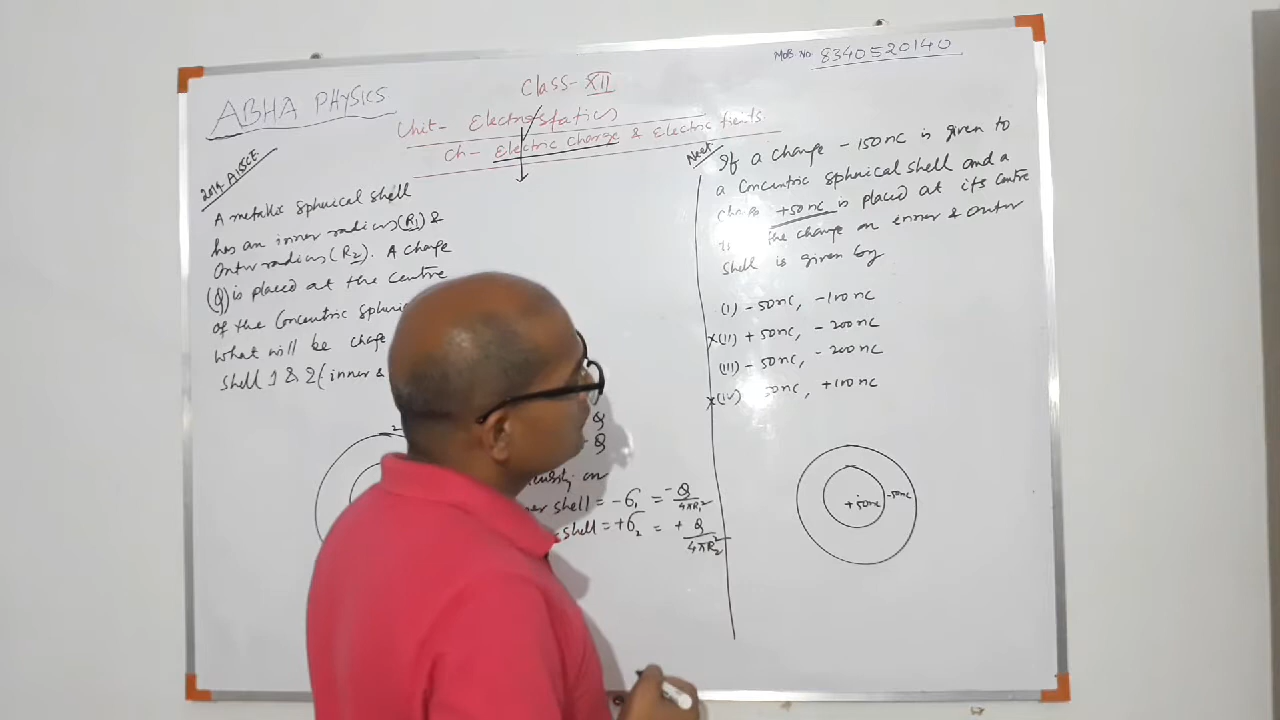 ABHA PHYSICS
Class- XII
MOB No 8340520140
Unit- Electrostatics
Ch- Electric charge & Electric fields.
2014 AISSCE
A metallic spherical shell
has an inner radius (R1) &
Outer radius (R2). A charge
(Q) is placed at the centre
of the Concentric spheri
what will be charge
shell 1 & 2 (inner &
2
Q
- Q
on
shell = -σ1 = -Q/4πR1²
shell = +σ2 = + Q/4πR2²
Neet
If a charge -150nC is given to
a Concentric spherical shell and a
charge +50nC is placed at its centre
the charge on inner & outer
shell is given by
(i) -50nC, -100nC
x(ii) +50nC, -200nC
(iii) -50nC, -200nC
x(iv) 50nC, +100nC
+50nC
-50nC